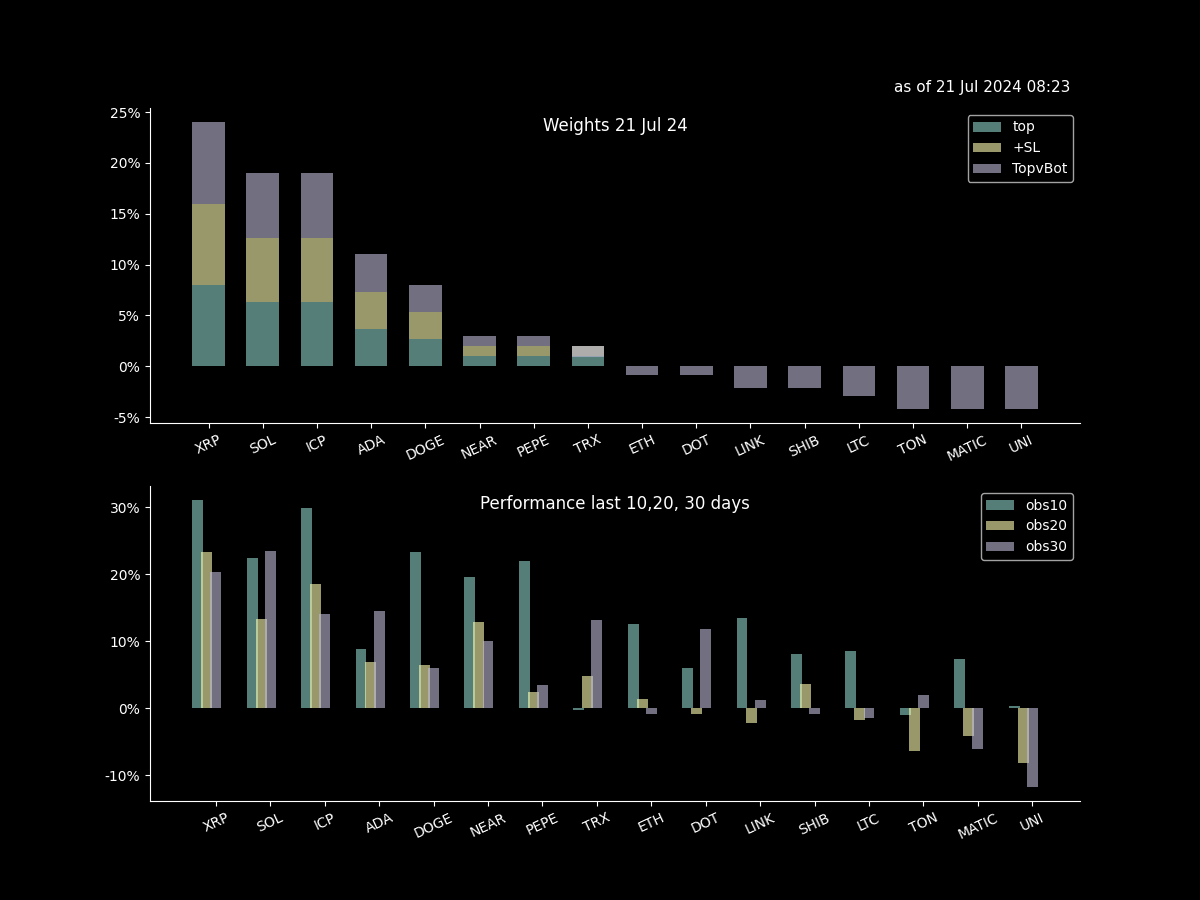 as of 21 Jul 2024 08:23
Weights 21 Jul 24
top
+SL
TopvBot
25%
20%
15%
10%
5%
0%
-5%
XRP SOL ICP ADA DOGE NEAR PEPE TRX ETH DOT LINK SHIB LTC TON MATIC UNI
Performance last 10,20, 30 days
obs10
obs20
obs30
30%
20%
10%
0%
-10%
XRP SOL ICP ADA DOGE NEAR PEPE TRX ETH DOT LINK SHIB LTC TON MATIC UNI